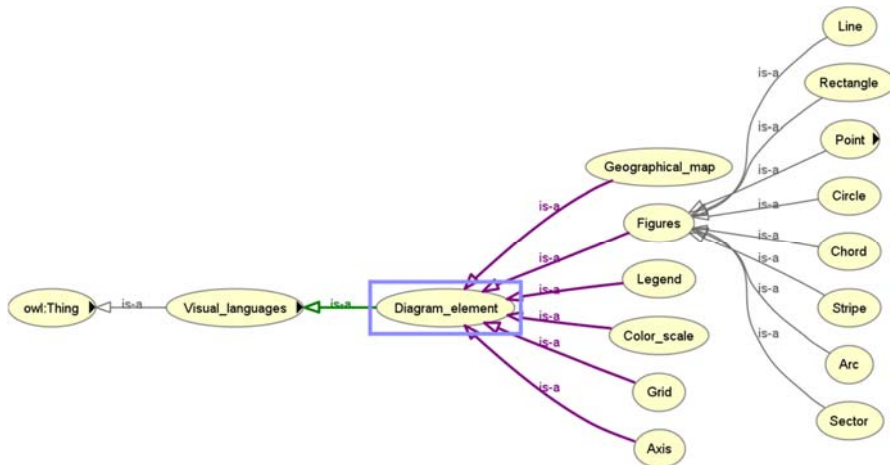 Line
is-a
Rectangle
is-a
Point
is-a
Geographical_map
is-a
Circle
is-a
Figures
is-a
Chord
is-a
owl:Thing
is-a
Visual_languages
is-a
Diagram_element
is-a
Legend
is-a
Stripe
is-a
Color_scale
is-a
Arc
is-a
Grid
is-a
Sector
is-a
Axis